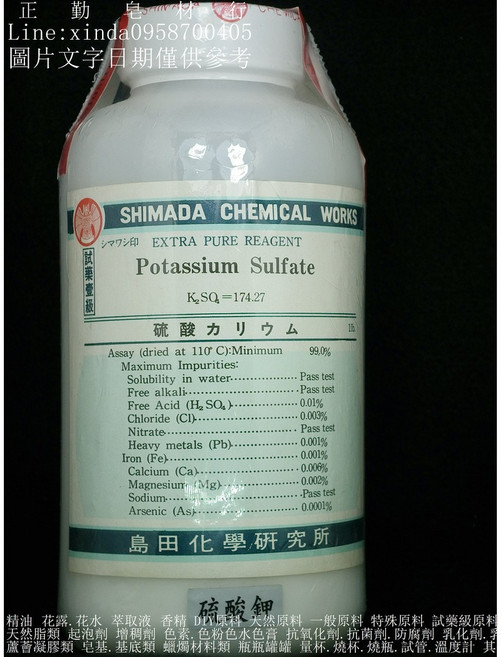 正 勤 皂 材 行
Line:xinda0958700405
圖片文字日期僅供參考
SHIMADA CHEMICAL WORKS
シマワシ印 EXTRA PURE REAGENT
試藥壹級
Potassium Sulfate
K₂SO₄=174.27
硫酸カリウム
Assay (dried at 110°C):Minimum 99.0%
Maximum Impurities:
Solubility in water Pass test
Free alkali Pass test
Free Acid (H₂SO₄) 0.01%
Chloride (Cl) 0.003%
Nitrate Pass test
Heavy metals (Pb) 0.001%
Iron (Fe) 0.001%
Calcium (Ca) 0.006%
Magnesium (Mg) 0.002%
Sodium Pass test
Arsenic (As) 0.0001%
島田化學硏究所
硫酸鉀
精油 花露.花水 萃取液 香精 DIY原料 天然原料 一般原料 特殊原料 試藥級原料
天然脂類 起泡劑 增稠劑 色素.色粉色水色膏 抗氧化劑.抗菌劑.防腐劑 乳化劑.乳
蘆薈凝膠類 皂基.基底類 蠟燭材料類 瓶瓶罐罐 量杯.燒杯.燒瓶.試管.溫度計 其